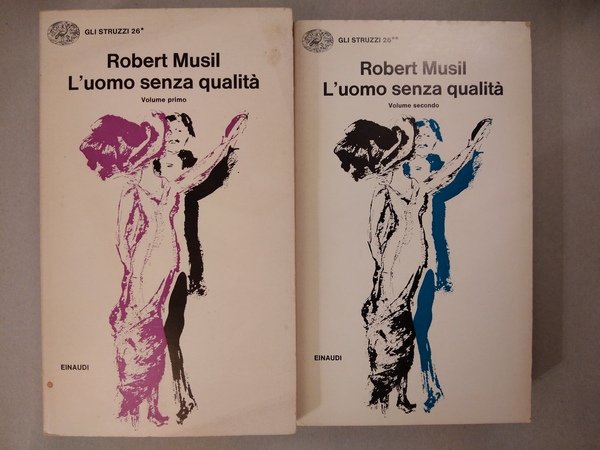 GLI STRUZZI 26*
Robert Musil
L'uomo senza qualità
Volume primo
EINAUDI
GLI STRUZZI 26**
Robert Musil
L'uomo senza qualità
Volume secondo
EINAUDI